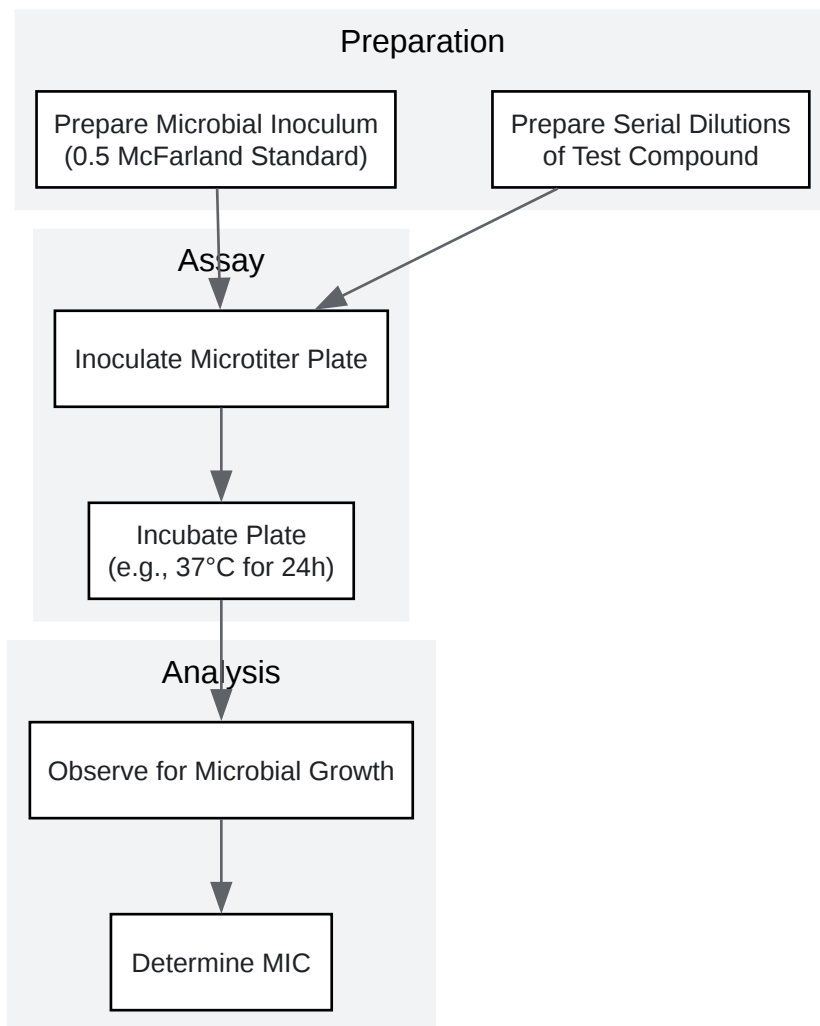 Preparation
Prepare Microbial Inoculum
(0.5 McFarland Standard)
Prepare Serial Dilutions
of Test Compound
Assay
Inoculate Microtiter Plate
Incubate Plate
(e.g., 37°C for 24h)
Analysis
Observe for Microbial Growth
Determine MIC